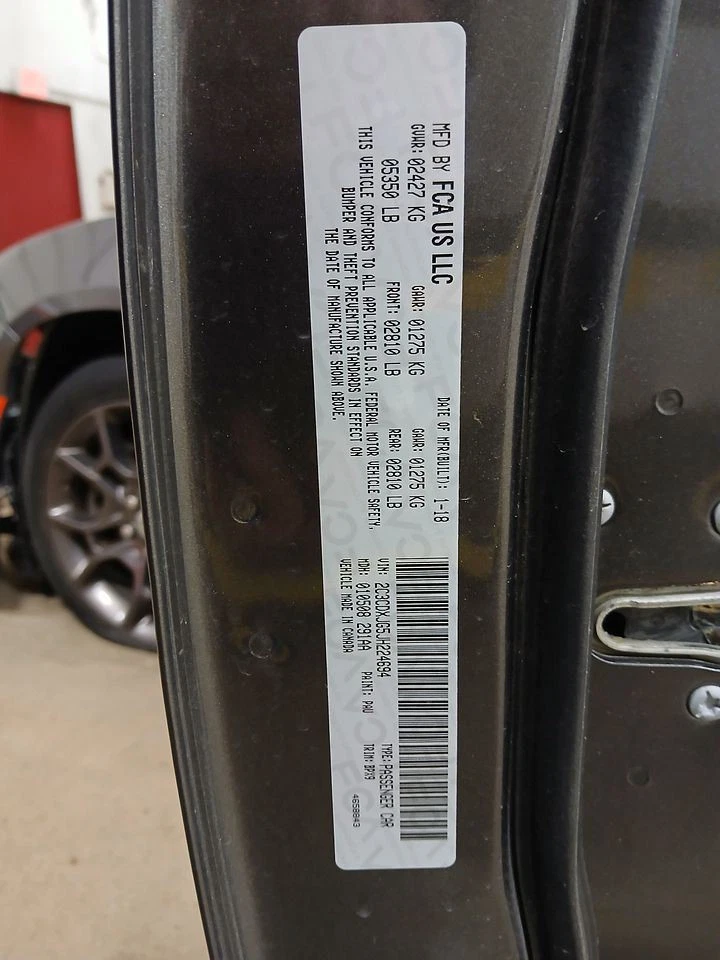 MFD BY FCA US LLC
DATE OF MFR(BUILT): 1-18
GVWR: 02427 KG GAWR: 01275 KG GAWR: 01275 KG
05350 LB FRONT: 02810 LB REAR: 02810 LB
THIS VEHICLE CONFORMS TO ALL APPLICABLE U.S.A. FEDERAL MOTOR VEHICLE SAFETY,
BUMPER AND THEFT PREVENTION STANDARDS IN EFFECT ON
THE DATE OF MANUFACTURE SHOWN ABOVE.
VIN: 2C3CDXJG5JH224694 TYPE: PASSENGER CAR
MDH: 010508 291AA PAINT: PAU TRIM: BPX9
VEHICLE MADE IN CANADA 4658843